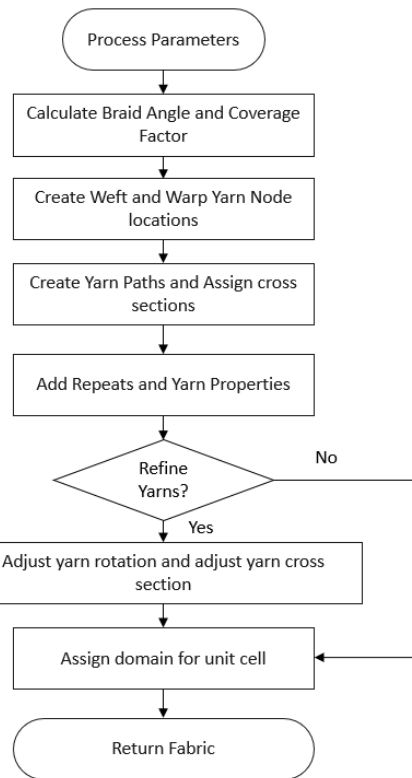 Process Parameters
Calculate Braid Angle and Coverage
Factor
Create Weft and Warp Yarn Node
locations
Create Yarn Paths and Assign cross
sections
Add Repeats and Yarn Properties
Refine
Yarns?
No
Yes
Adjust yarn rotation and adjust yarn cross
section
Assign domain for unit cell
Return Fabric